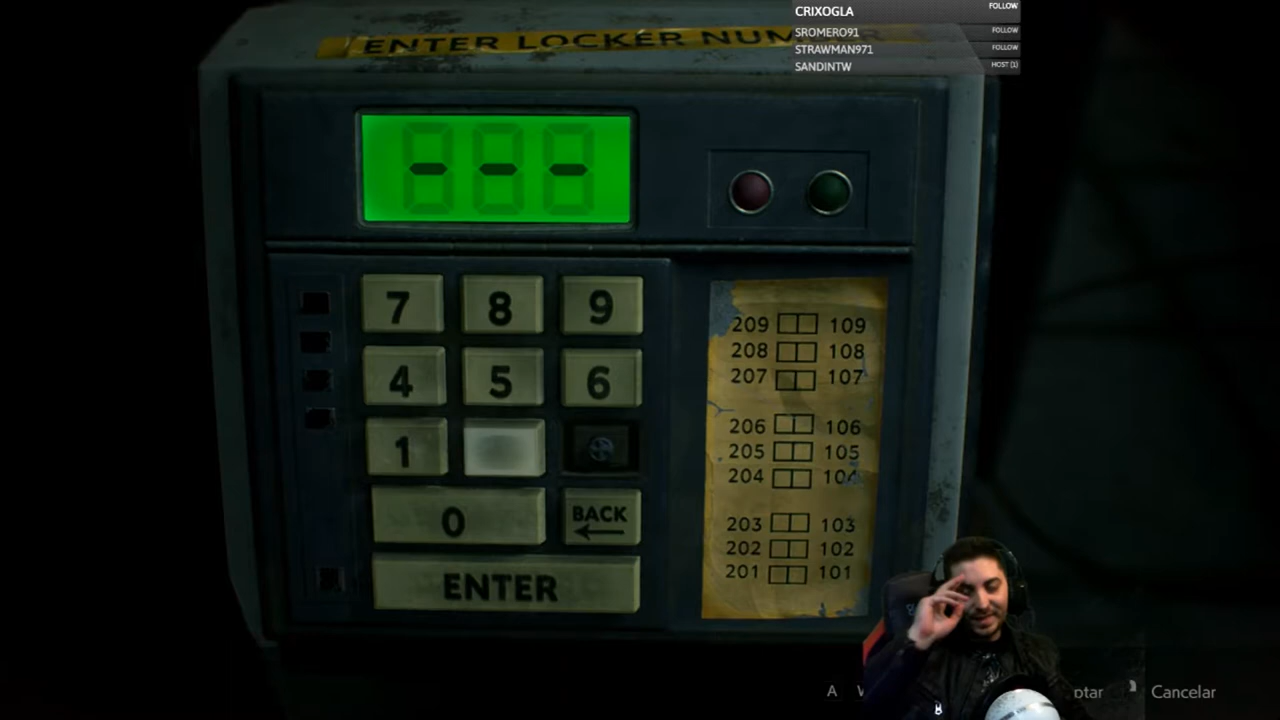 CRIXOGLA FOLLOW
SROMERO91 FOLLOW
STRAWMAN971 FOLLOW
SANDINTW HOST (1)
ENTER LOCKER
7 8 9
4 5 6
1
0 BACK
ENTER
209 109
208 108
207 107
206 106
205 105
204 104
203 103
202 102
201 101
A Cancelar